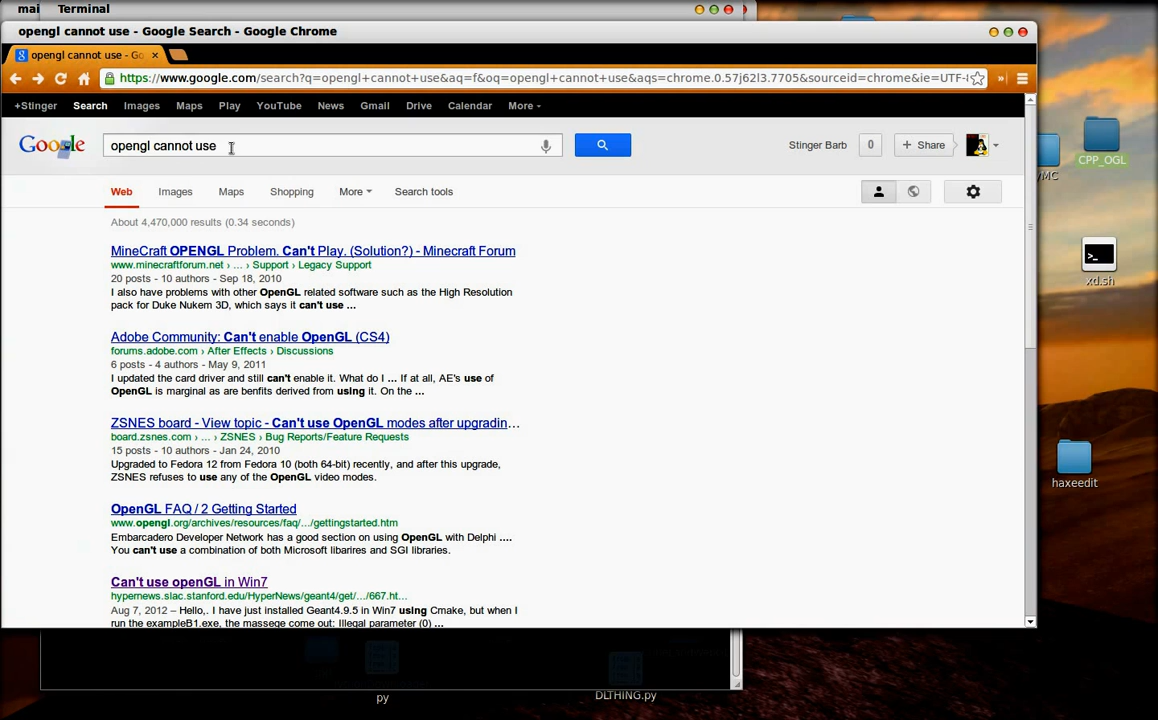 mai Terminal
opengl cannot use - Google Search - Google Chrome
opengl cannot use - Go ×
https://www.google.com/search?q=opengl+cannot+use&aq=f&oq=opengl+cannot+use&aqs=chrome.0.57j62l3.7705&sourceid=chrome&ie=UTF-8 »
+Stinger Search Images Maps Play YouTube News Gmail Drive Calendar More
Google opengl cannot use Stinger Barb 0 + Share
Web Images Maps Shopping More Search tools
About 4,470,000 results (0.34 seconds)
MineCraft OPENGL Problem. Can't Play. (Solution?) - Minecraft Forum
www.minecraftforum.net › ... › Support › Legacy Support
20 posts - 10 authors - Sep 18, 2010
I also have problems with other OpenGL related software such as the High Resolution
pack for Duke Nukem 3D, which says it can't use ...
Adobe Community: Can't enable OpenGL (CS4)
forums.adobe.com › After Effects › Discussions
6 posts - 4 authors - May 9, 2011
I updated the card driver and still can't enable it. What do I ... If at all, AE's use of
OpenGL is marginal as are benfits derived from using it. On the ...
ZSNES board - View topic - Can't use OpenGL modes after upgradin...
board.zsnes.com › ... › ZSNES › Bug Reports/Feature Requests
15 posts - 10 authors - Jan 24, 2010
Upgraded to Fedora 12 from Fedora 10 (both 64-bit) recently, and after this upgrade,
ZSNES refuses to use any of the OpenGL video modes.
OpenGL FAQ / 2 Getting Started
www.opengl.org/archives/resources/faq/.../gettingstarted.htm
Embarcadero Developer Network has a good section on using OpenGL with Delphi ....
You can't use a combination of both Microsoft libarires and SGI libraries.
Can't use openGL in Win7
hypernews.slac.stanford.edu/HyperNews/geant4/get/.../667.ht...
Aug 7, 2012 – Hello,. I have just installed Geant4.9.5 in Win7 using Cmake, but when I
run the exampleB1.exe, the massege come out: Illegal parameter (0) ...
yMC
CPP_OGL
>_
xd.sh
haxeedit
py
DLTHING.py